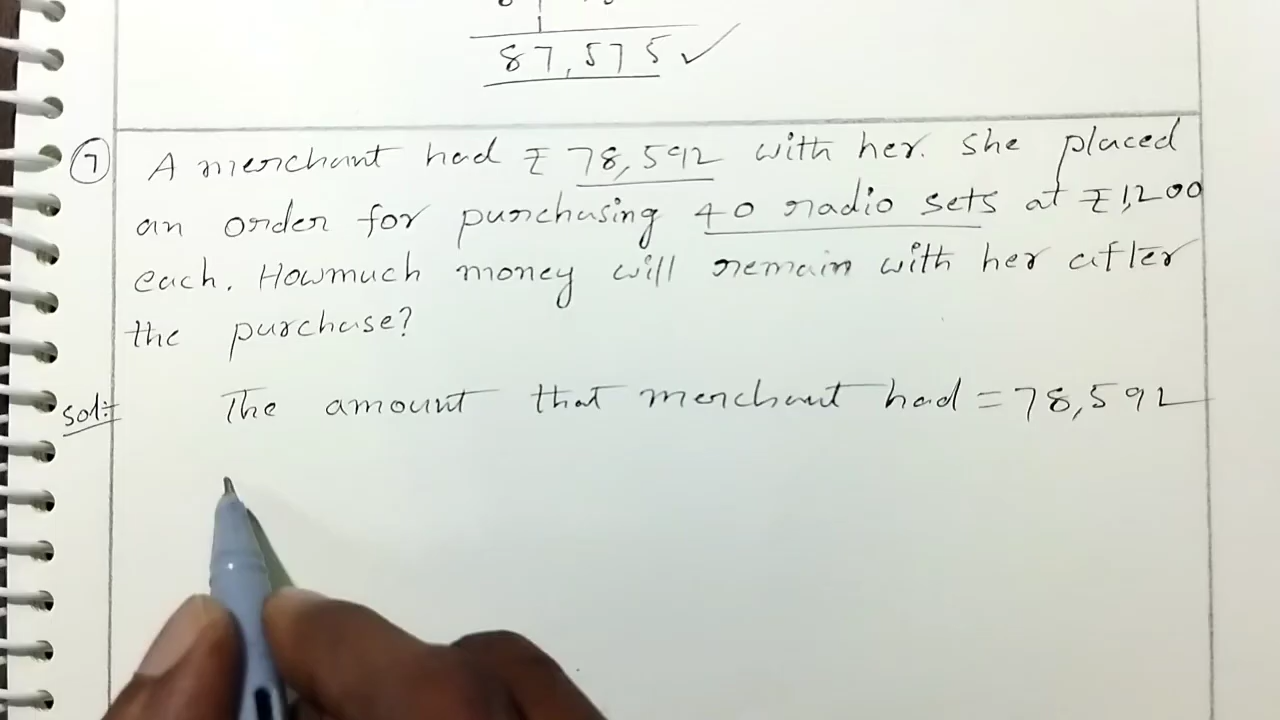 87,575 ✓
7 A merchant had ₹ 78,592 with her. She placed
an order for purchasing 40 radio sets at ₹1,200
each. Howmuch money will remain with her after
the purchase?
Sol:- The amount that merchant had = 78,592